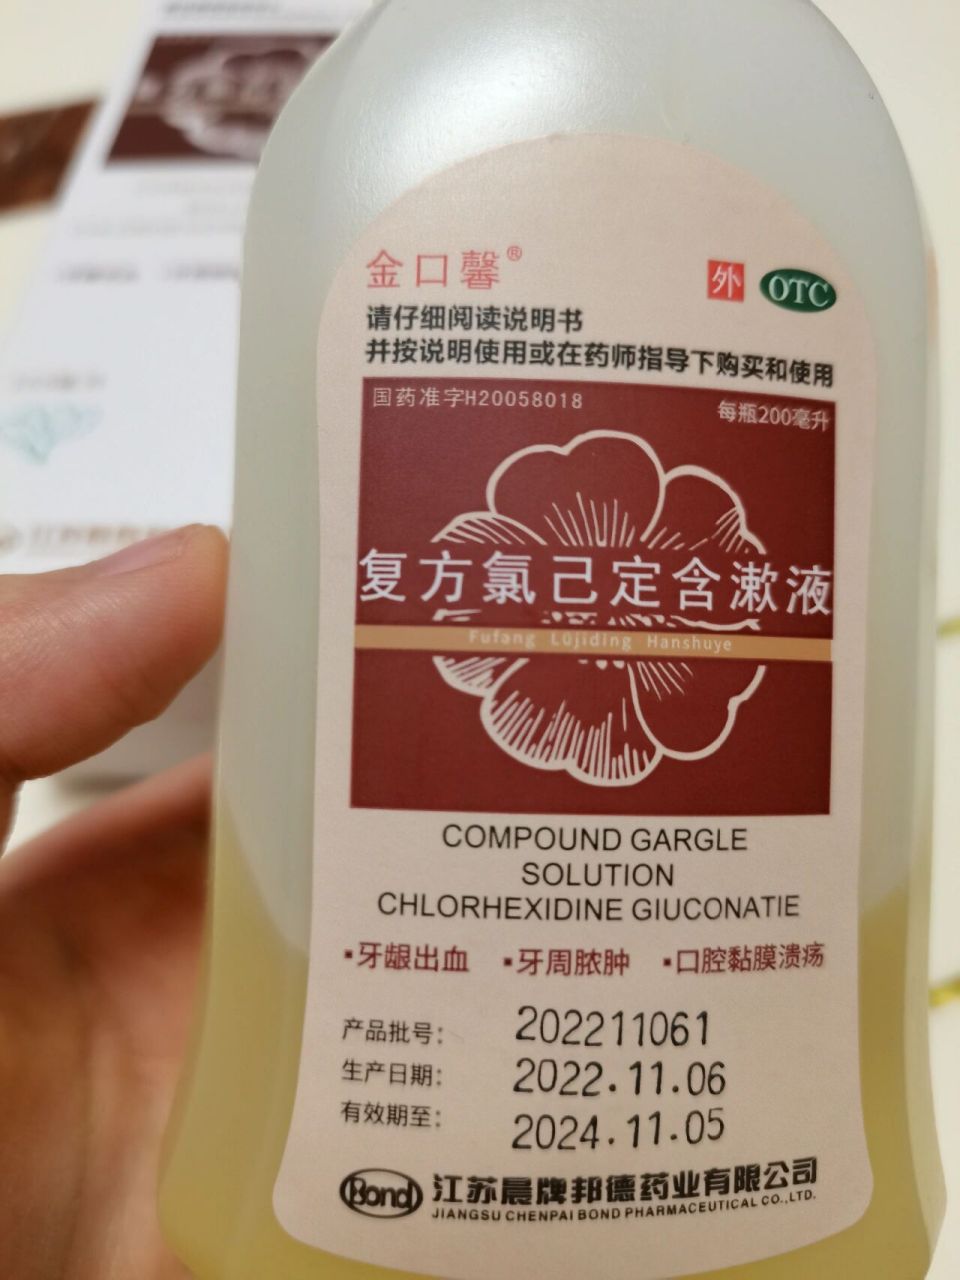 金口馨®
外 OTC
请仔细阅读说明书
并按说明使用或在药师指导下购买和使用
国药准字H20058018
每瓶200毫升
复方氯己定含漱液
Fufang Lüjiding Hanshuye
COMPOUND GARGLE
SOLUTION
CHLORHEXIDINE GIUCONATIE
·牙龈出血 ·牙周脓肿 ·口腔黏膜溃疡
产品批号: 202211061
生产日期: 2022.11.06
有效期至: 2024.11.05
Bond 江苏晨牌邦德药业有限公司
JIANGSU CHENPAI BOND PHARMACEUTICAL CO.,LTD.